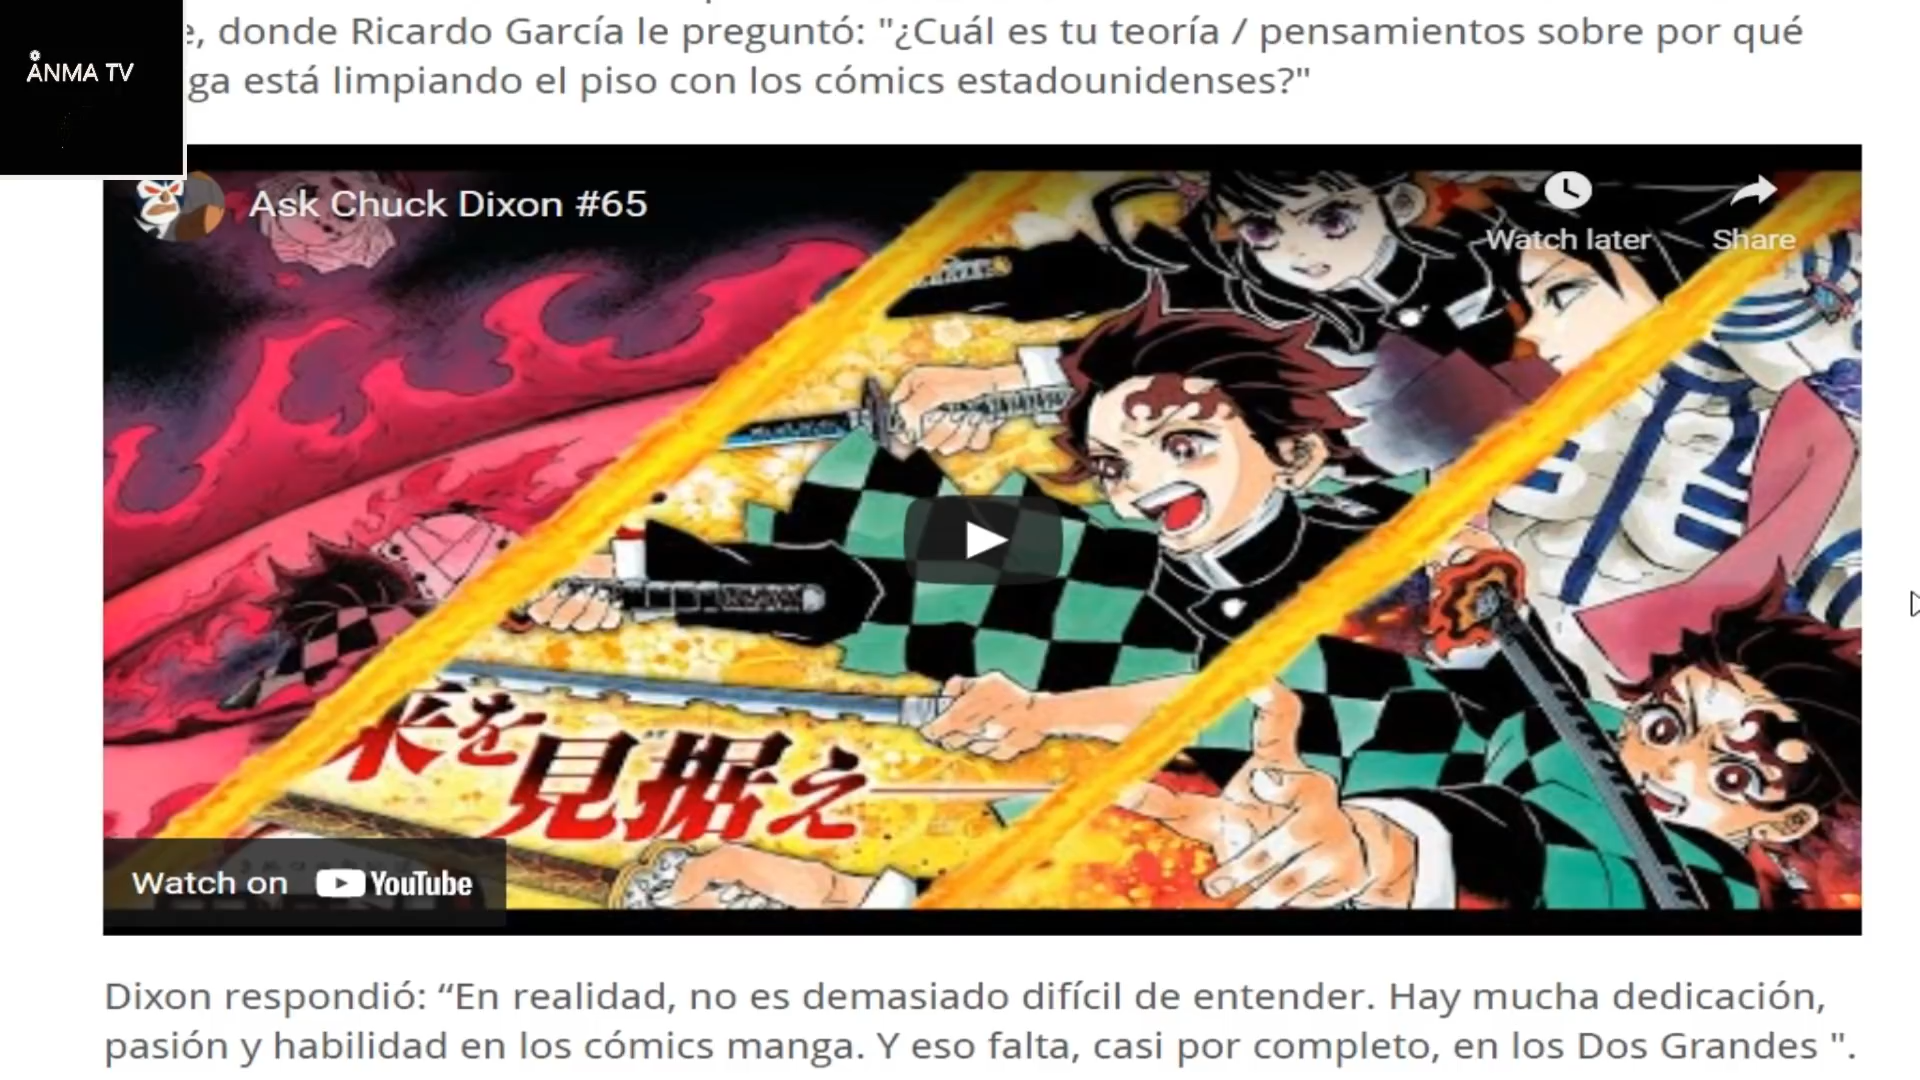 e, donde Ricardo García le preguntó: "¿Cuál es tu teoría / pensamientos sobre por qué
ANMA TV
ga está limpiando el piso con los cómics estadounidenses?"
Ask Chuck Dixon #65
Watch later
Share
来を
見据え
Watch on YouTube
Dixon respondió: “En realidad, no es demasiado difícil de entender. Hay mucha dedicación,
pasión y habilidad en los cómics manga. Y eso falta, casi por completo, en los Dos Grandes ".